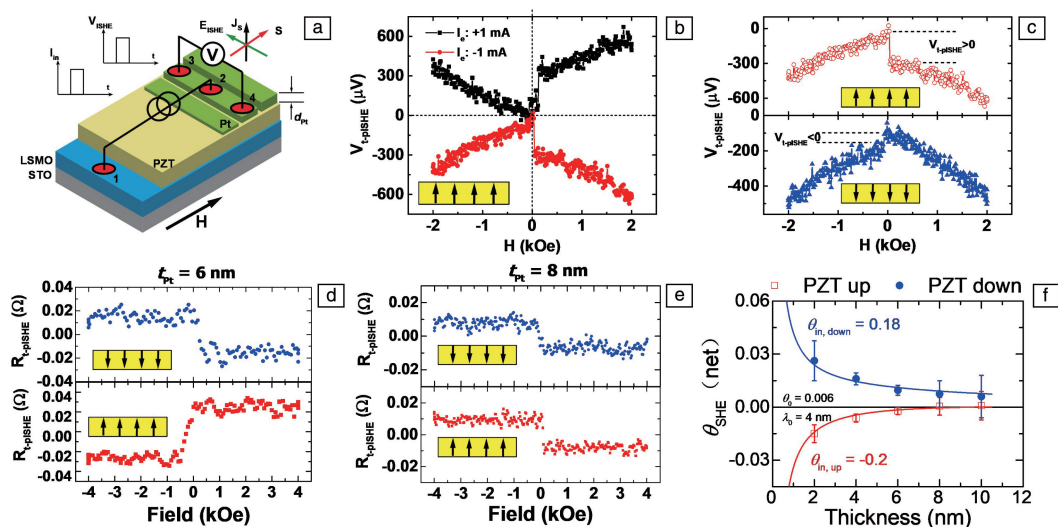 a
V_ISHE
t
I_in
t
E_ISHE
J_S
S
V
3
2
4
1
Pt
d_Pt
PZT
LSMO
STO
H
b
I_e: +1 mA
I_e: -1 mA
V_t-pISHE (μV)
600
300
0
-300
-600
-2 -1 0 1 2
H (kOe)
c
V_t-pISHE>0
V_t-pISHE<0
V_t-pISHE (μV)
0
-300
-600
0
-200
-400
-2 -1 0 1 2
H (kOe)
t_Pt = 6 nm
d
R_t-pISHE (Ω)
0.04
0.02
0.00
-0.02
-0.04
R_t-pISHE (Ω)
0.04
0.02
0.00
-0.02
-0.04
-4 -3 -2 -1 0 1 2 3 4
Field (kOe)
t_Pt = 8 nm
e
R_t-pISHE (Ω)
0.02
0.00
-0.02
R_t-pISHE (Ω)
0.02
0.00
-0.02
-4 -3 -2 -1 0 1 2 3 4
Field (kOe)
PZT up PZT down
f
θ_SHE (net)
0.06
0.03
0.00
-0.03
θ_in, down = 0.18
θ_0 = 0.006
λ_0 = 4 nm
θ_in, up = -0.2
0 2 4 6 8 10 12
Thickness (nm)